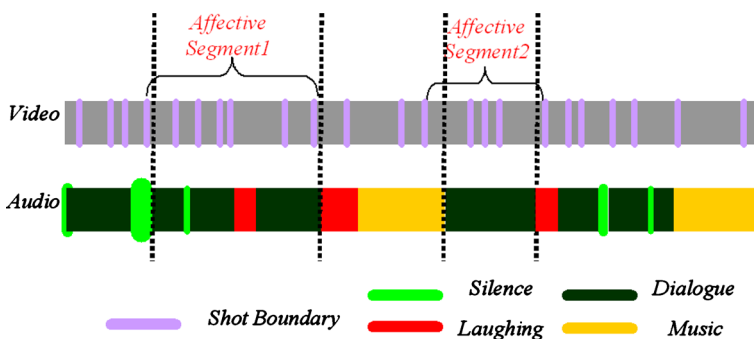 Affective
Segment1
Affective
Segment2
Video
Audio
Silence
Dialogue
Shot Boundary
Laughing
Music